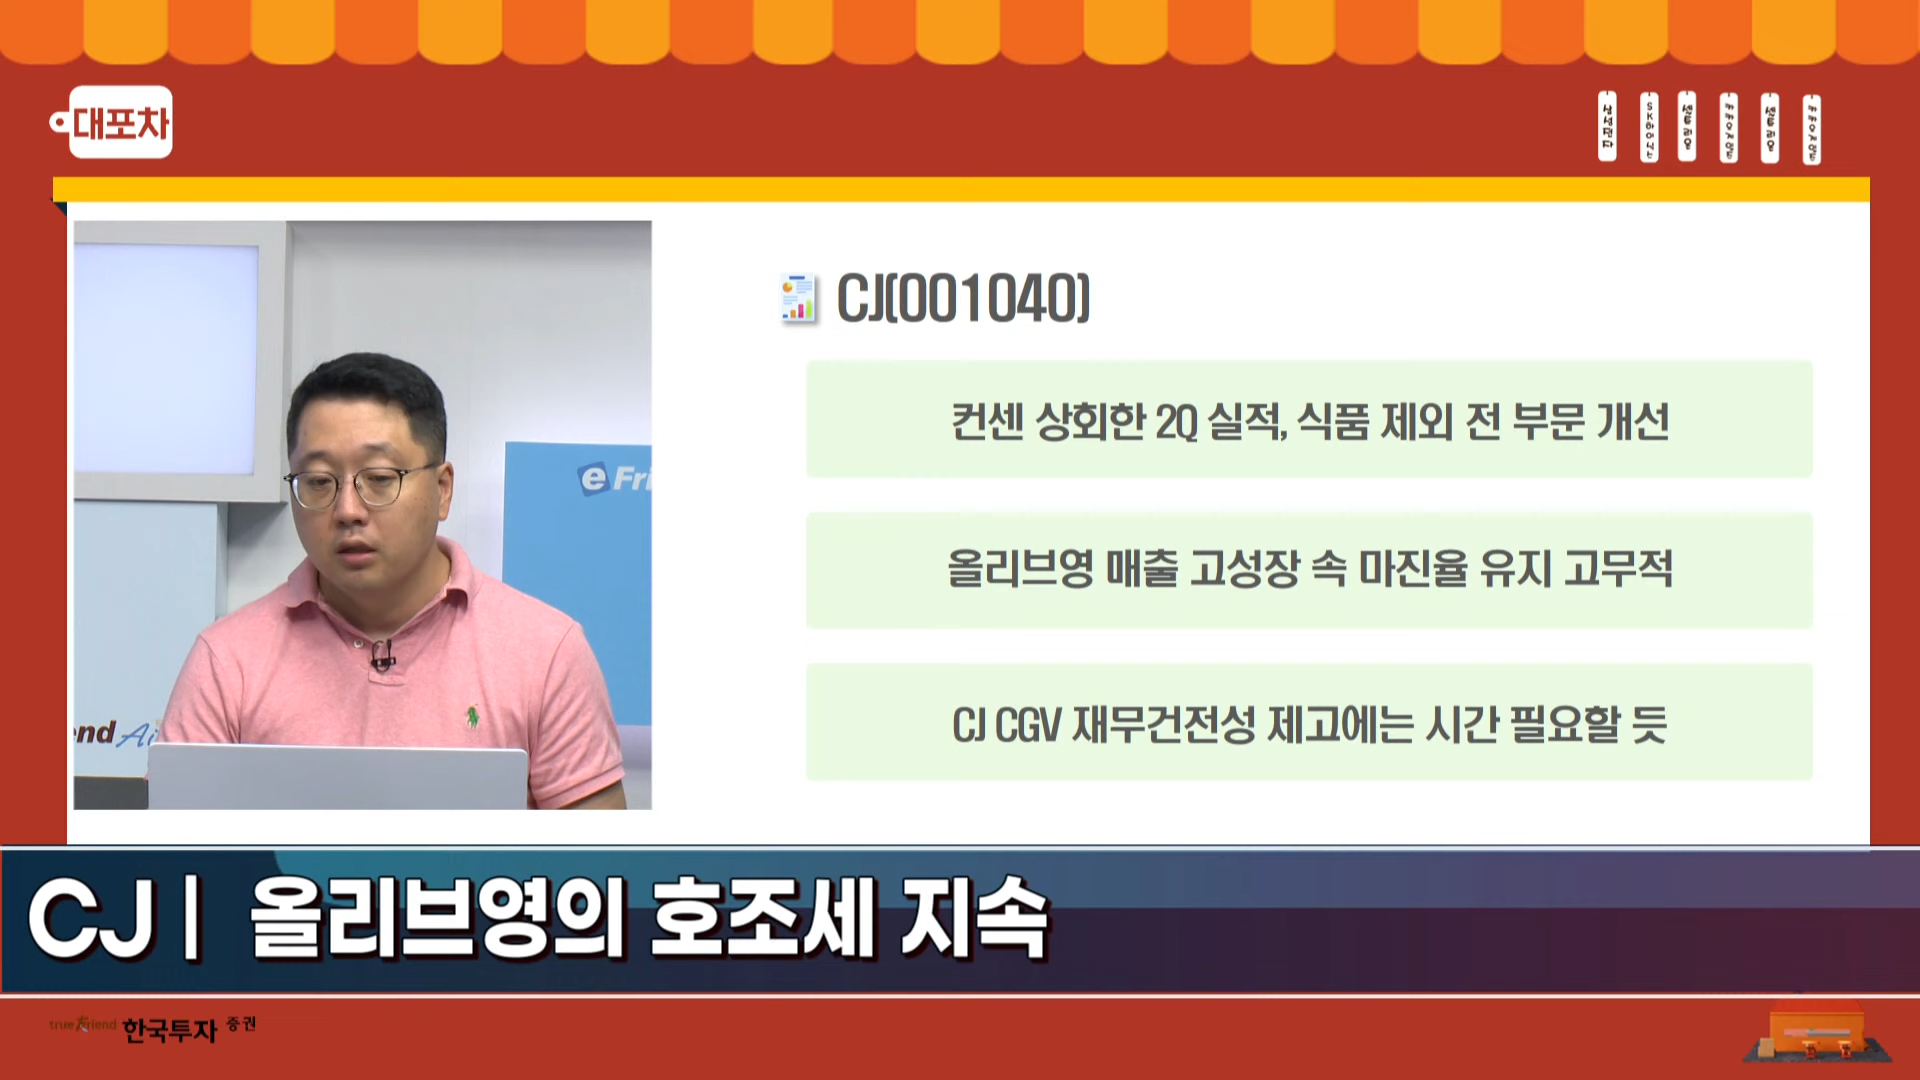 대포차
CJ(001040)
컨센 상회한 2Q 실적, 식품 제외 전 부문 개선
e Fri
올리브영 매출 고성장 속 마진율 유지 고무적
CJ CGV 재무건전성 제고에는 시간 필요할 듯
end Ai
CJ| 올리브영의 호조세 지속
true Friend 한국투자 증권